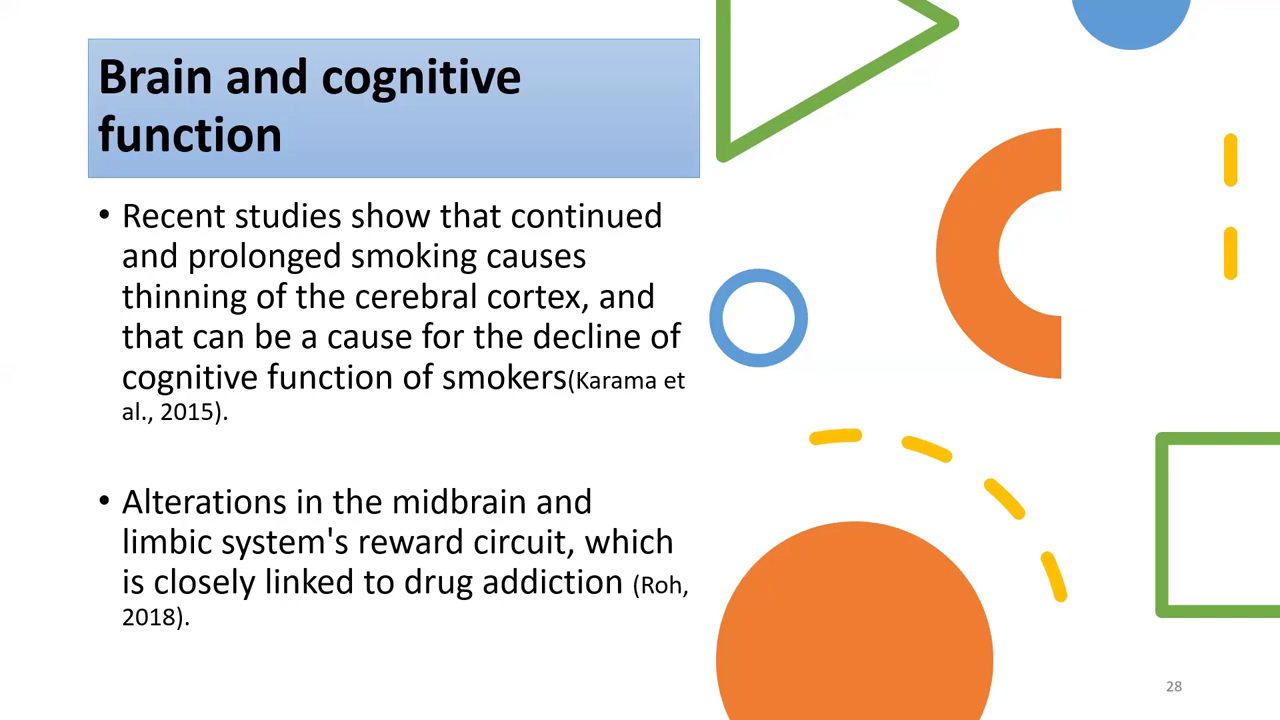 Brain and cognitive
function
• Recent studies show that continued
and prolonged smoking causes
thinning of the cerebral cortex, and
that can be a cause for the decline of
cognitive function of smokers(Karama et
al., 2015).
• Alterations in the midbrain and
limbic system's reward circuit, which
is closely linked to drug addiction (Roh,
2018).
28